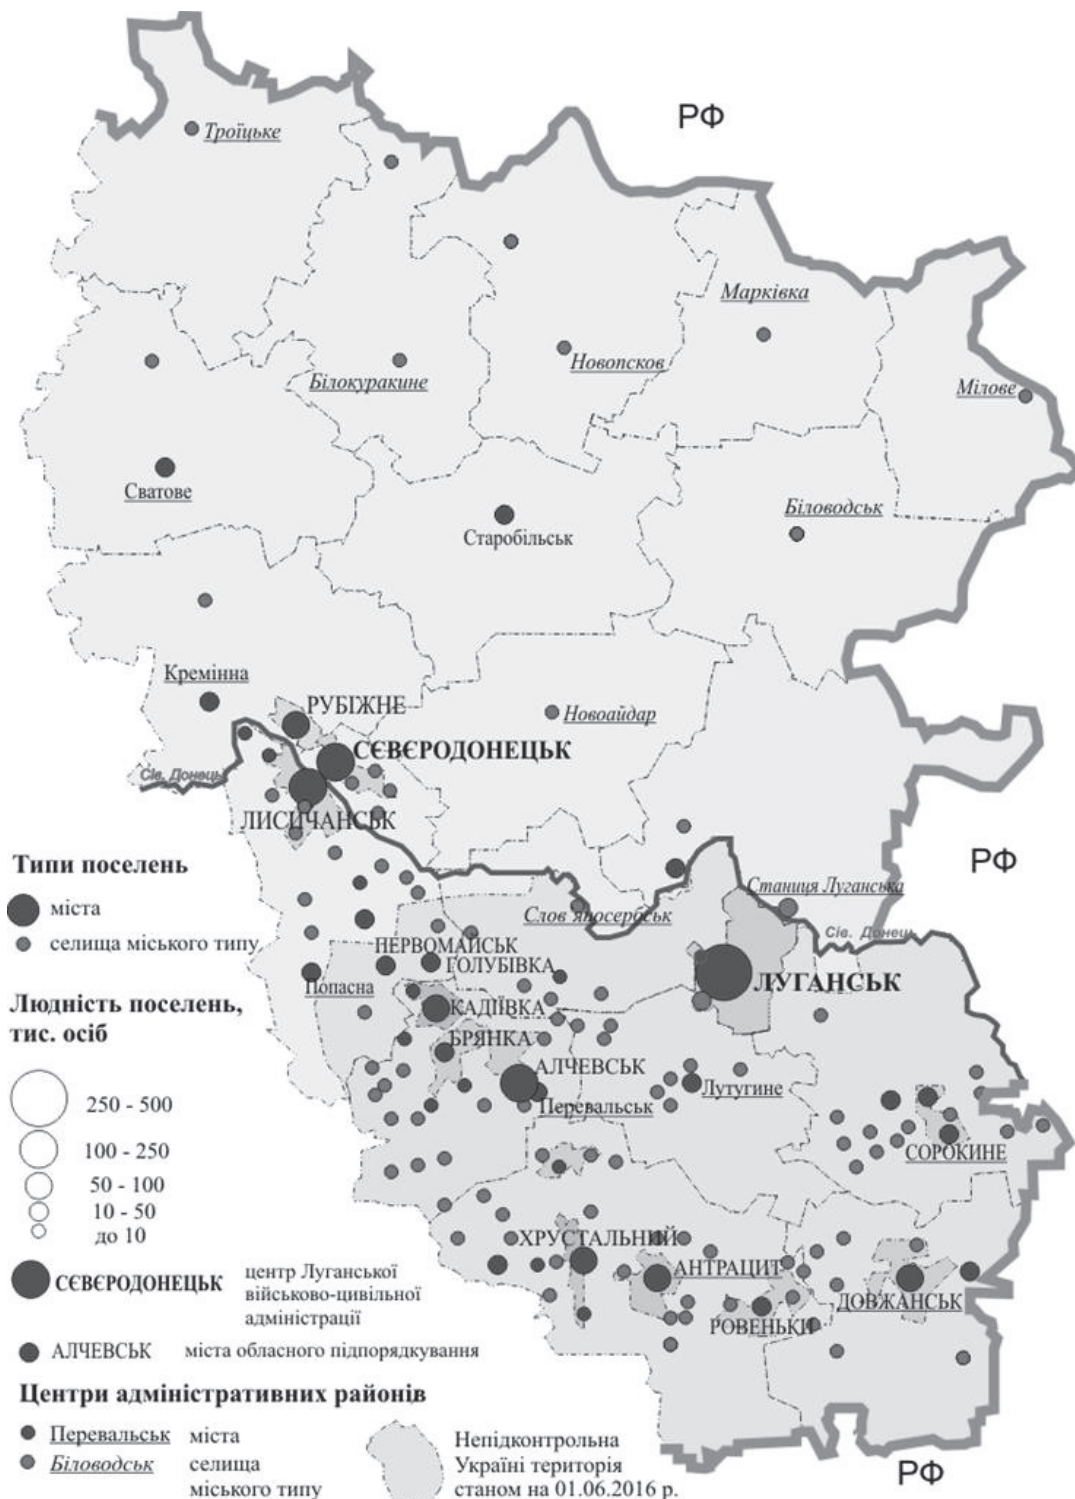 РФ
Троїцьке
Марківка
Новопсков
Білокуракине
Мілове
Сватове
Біловодськ
Старобільськ
Кремінна
РУБІЖНЕ
Новоайдар
СЄВЄРОДОНЕЦЬК
Сів. Донець
ЛИСИЧАНСЬК
РФ
Станиця Луганська
Слов'яносербськ
Сів. Донець
ПЕРВОМАЙСЬК
ГОЛУБІВКА
Попасна
ЛУГАНСЬК
КАДІЇВКА
БРЯНКА
АЛЧЕВСЬК
Лутугине
Перевальськ
СОРОКИНЕ
ХРУСТАЛЬНИЙ
АНТРАЦИТ
ДОВЖАНСЬК
РОВЕНЬКИ
РФ
Типи поселень
міста
селища міського типу
Людність поселень,
тис. осіб
250 - 500
100 - 250
50 - 100
10 - 50
до 10
СЄВЄРОДОНЕЦЬК центр Луганської
військово-цивільної
адміністрації
АЛЧЕВСЬК міста обласного підпорядкування
Центри адміністративних районів
Перевальськ міста
Біловодськ селища
міського типу
Непідконтрольна
Україні територія
станом на 01.06.2016 р.